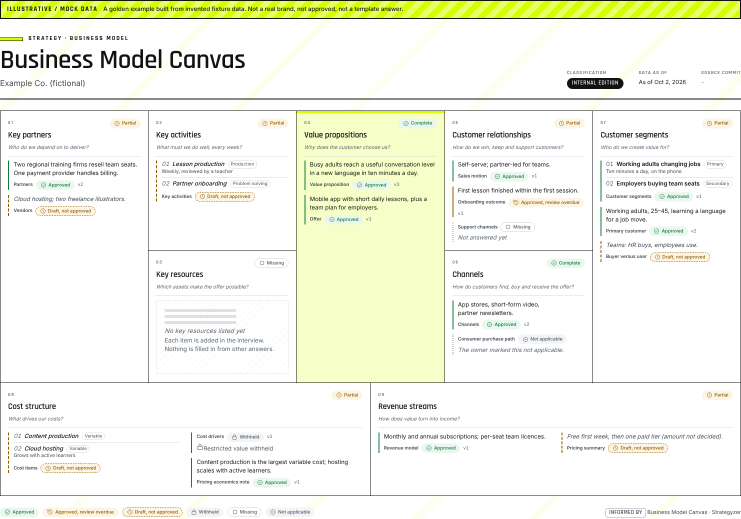 ILLUSTRATIVE / MOCK DATA A golden example built from invented fixture data. Not a real brand, not approved, not a template answer.
STRATEGY · BUSINESS MODEL
Business Model Canvas
Example Co. (fictional)
CLASSIFICATION
INTERNAL EDITION
DATA AS OF
As of Oct 2, 2026
SOURCE COMMIT
–
01 Partial
Key partners
Who do we depend on to deliver?
Two regional training firms resell team seats.
One payment provider handles billing.
Partners Approved v2
Cloud hosting; two freelance illustrators.
Vendors Draft, not approved
02 Partial
Key activities
What must we do well, every week?
01 Lesson production Production
Weekly, reviewed by a teacher
02 Partner onboarding Problem solving
Key activities Draft, not approved
03 Missing
Key resources
Which assets make the offer possible?
No key resources listed yet
Each item is added in the interview.
Nothing is filled in from other answers.
04 Complete
Value propositions
Why does the customer choose us?
Busy adults reach a useful conversation level
in a new language in ten minutes a day.
Value proposition Approved v3
Mobile app with short daily lessons, plus a
team plan for employers.
Offer Approved v1
05 Partial
Customer relationships
How do we win, keep and support customers?
Self-serve; partner-led for teams.
Sales motion Approved v1
First lesson finished within the first session.
Onboarding outcome Approved, review overdue
v1
Support channels Missing
Not answered yet
06 Complete
Channels
How do customers find, buy and receive the offer?
App stores, short-form video,
partner newsletters.
Channels Approved v2
Consumer purchase path Not applicable
The owner marked this not applicable.
07 Partial
Customer segments
Who do we create value for?
01 Working adults changing jobs Primary
Ten minutes a day, on the phone
02 Employers buying team seats Secondary
Customer segments Approved v1
Working adults, 25–45, learning a language
for a job move.
Primary customer Approved v2
Teams: HR buys, employees use.
Buyer versus user Draft, not approved
Partial
Cost structure
What drives our costs?
01 Content production Variable
02 Cloud hosting Variable
Grows with active learners
Cost items Draft, not approved
Cost drivers Withheld v1
Restricted value withheld
Content production is the largest variable cost; hosting
scales with active learners.
Pricing economics note Approved v1
Partial
Revenue streams
How does value turn into income?
Monthly and annual subscriptions; per-seat team licences.
Revenue model Approved v1
Free first week, then one paid tier (amount not decided).
Pricing summary Draft, not approved
Approved Approved, review overdue Draft, not approved Withheld Missing Not applicable
INFORMED BY Business Model Canvas · Strategyzer